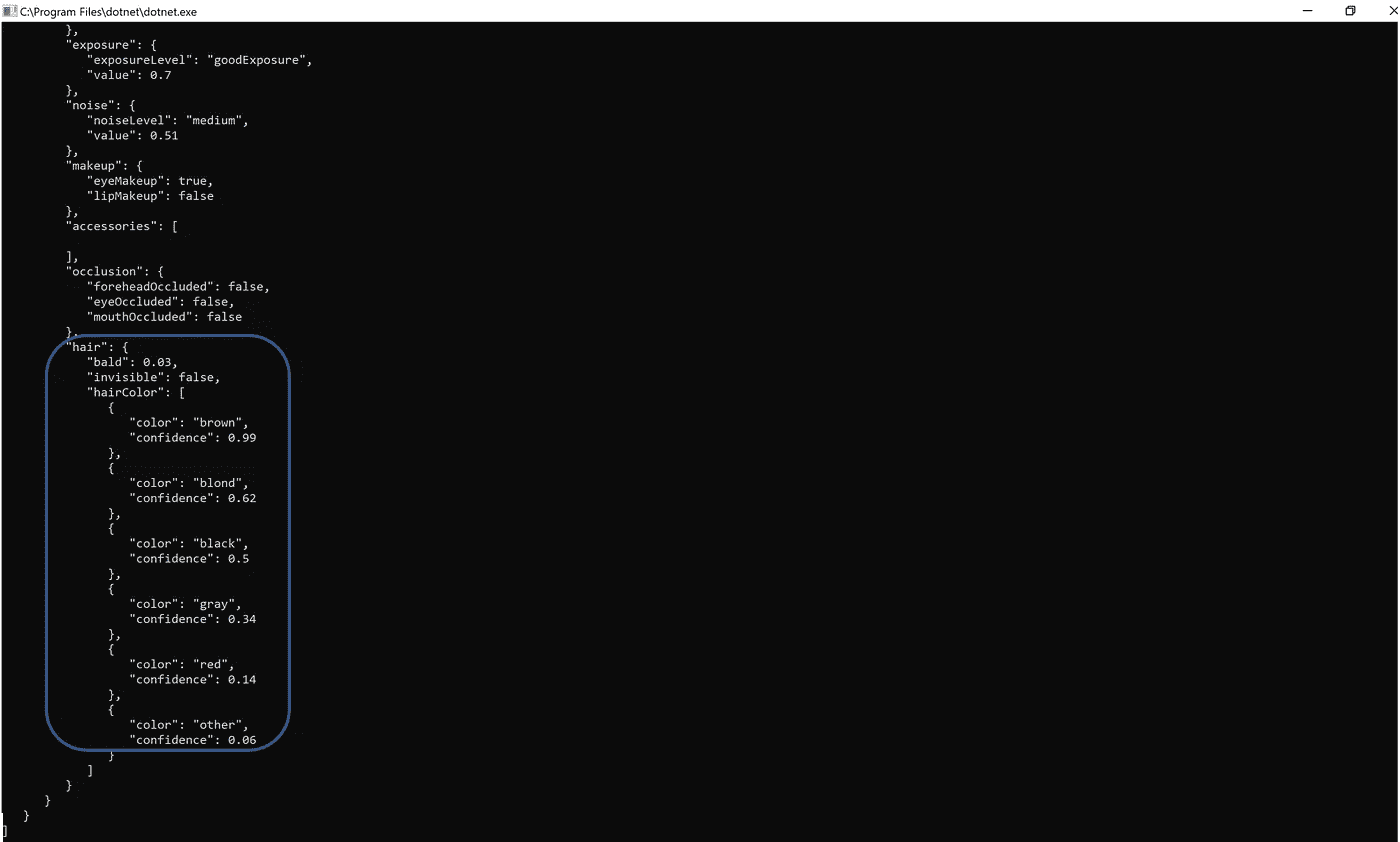 C:\Program Files\dotnet\dotnet.exe
},
"exposure": {
"exposureLevel": "goodExposure",
"value": 0.7
},
"noise": {
"noiseLevel": "medium",
"value": 0.51
},
"makeup": {
"eyeMakeup": true,
"lipMakeup": false
},
"accessories": [
],
"occlusion": {
"foreheadOccluded": false,
"eyeOccluded": false,
"mouthOccluded": false
},
"hair": {
"bald": 0.03,
"invisible": false,
"hairColor": [
{
"color": "brown",
"confidence": 0.99
},
{
"color": "blond",
"confidence": 0.62
},
{
"color": "black",
"confidence": 0.5
},
{
"color": "gray",
"confidence": 0.34
},
{
"color": "red",
"confidence": 0.14
},
{
"color": "other",
"confidence": 0.06
}
]
}
}
}
]